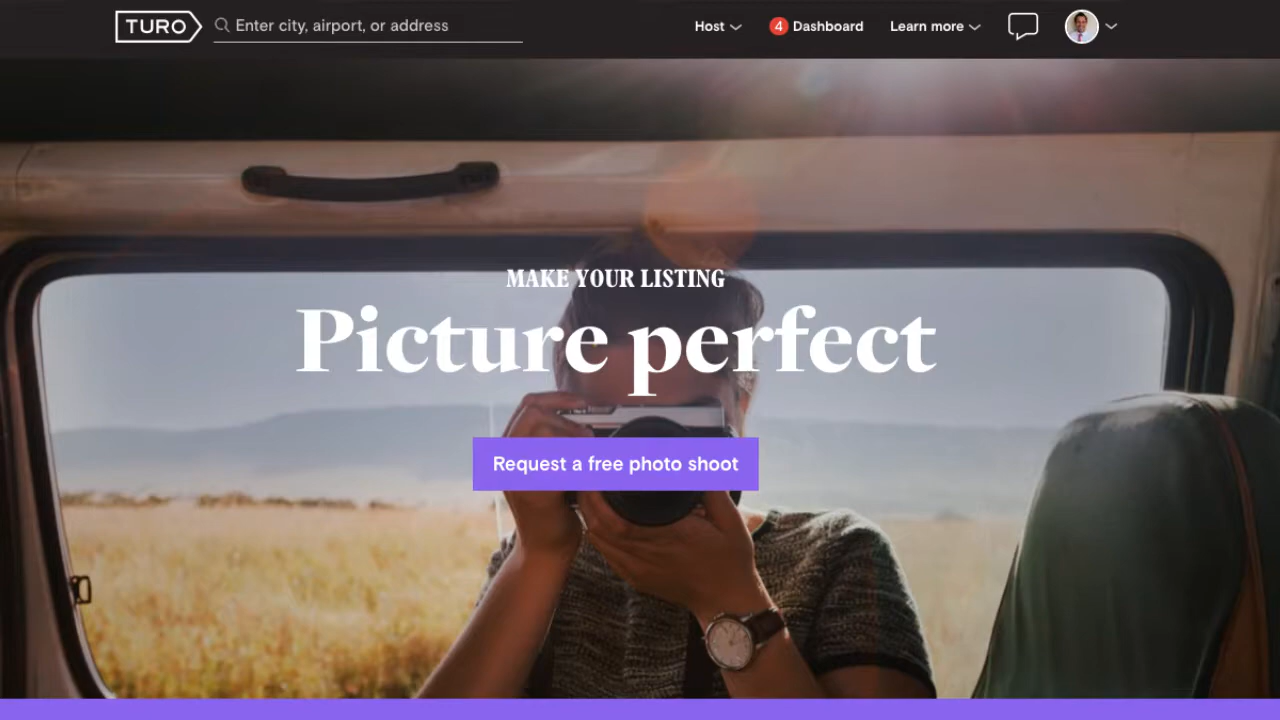 TURO
Enter city, airport, or address
Host
4 Dashboard
Learn more
MAKE YOUR LISTING
Picture perfect
Request a free photo shoot